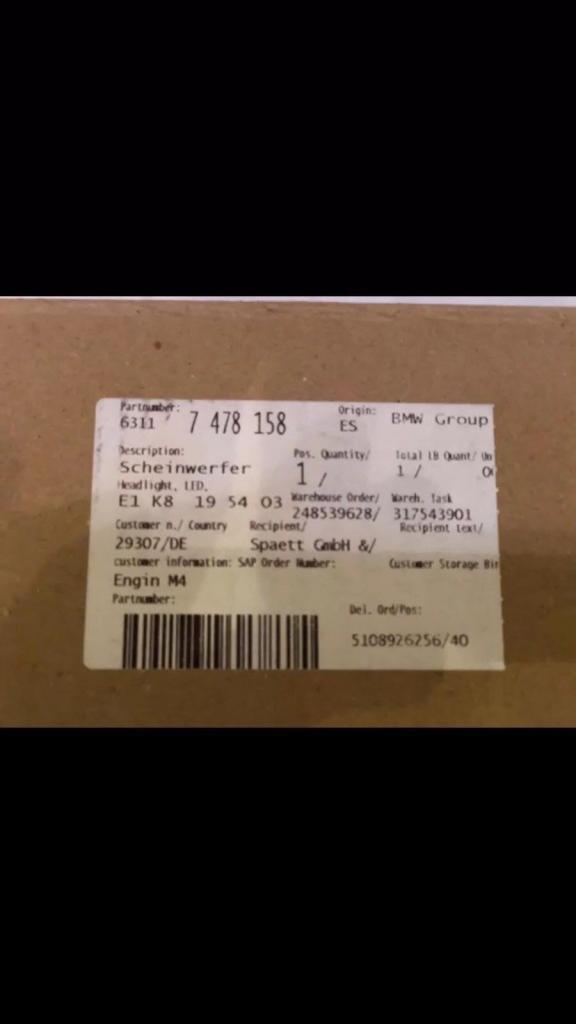 Partnumber: Origin: BMW Group
6311 7 478 158 ES
Description: Pos. Quantity/ Total LB Quant/ Un
Scheinwerfer 1 / 1 /
Headlight, LED,
E1 K8 19 54 03 Warehouse Order/ Wareh. Task
248539628/ 317543901
Customer n./ Country Recipient/ Recipient text/
29307/DE Spaett GmbH &/
customer information: SAP Order Number: Customer Storage Bin
Engin M4
Partnumber: Del. Ord/Pos:
5108926256/40